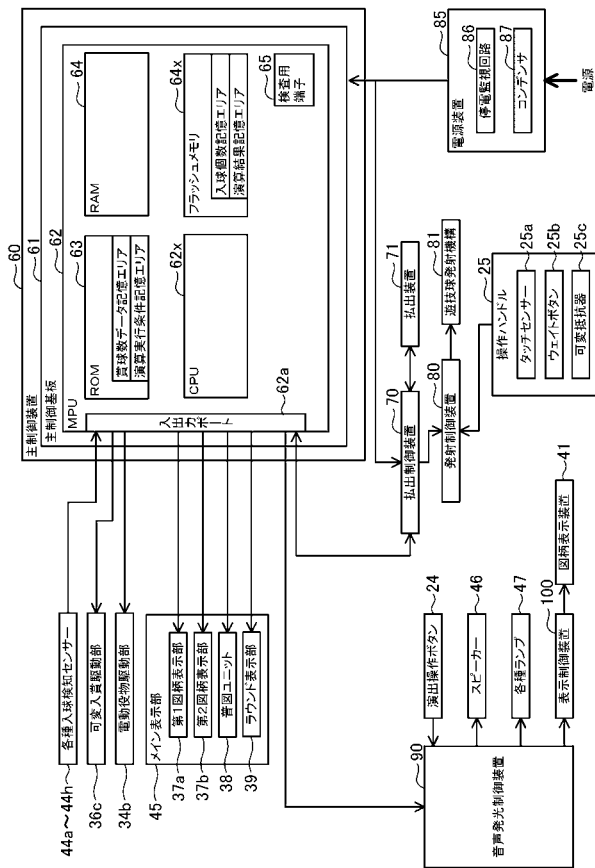 60
主制御装置
61
主制御基板
62
MPU
63
ROM
賞球数データ記憶エリア
演算実行条件記憶エリア
64
RAM
CPU
62x
フラッシュメモリ
64x
入球個数記憶エリア
演算結果記憶エリア
検査用
端子
65
入出力ポート
62a
各種入球検知センサー
44a～44h
可変入賞駆動部
36c
電動役物駆動部
34b
メイン表示部
45
第1図柄表示部
37a
第2図柄表示部
37b
普図ユニット
38
ラウンド表示部
39
払出制御装置
70
払出装置
71
発射制御装置
80
遊技球発射機構
81
電源装置
85
停電監視回路
86
コンデンサ
87
電源
操作ハンドル
25
タッチセンサー
25a
ウェイトボタン
25b
可変抵抗器
25c
音声発光制御装置
90
演出操作ボタン
24
スピーカー
46
各種ランプ
47
表示制御装置
100
図柄表示装置
41